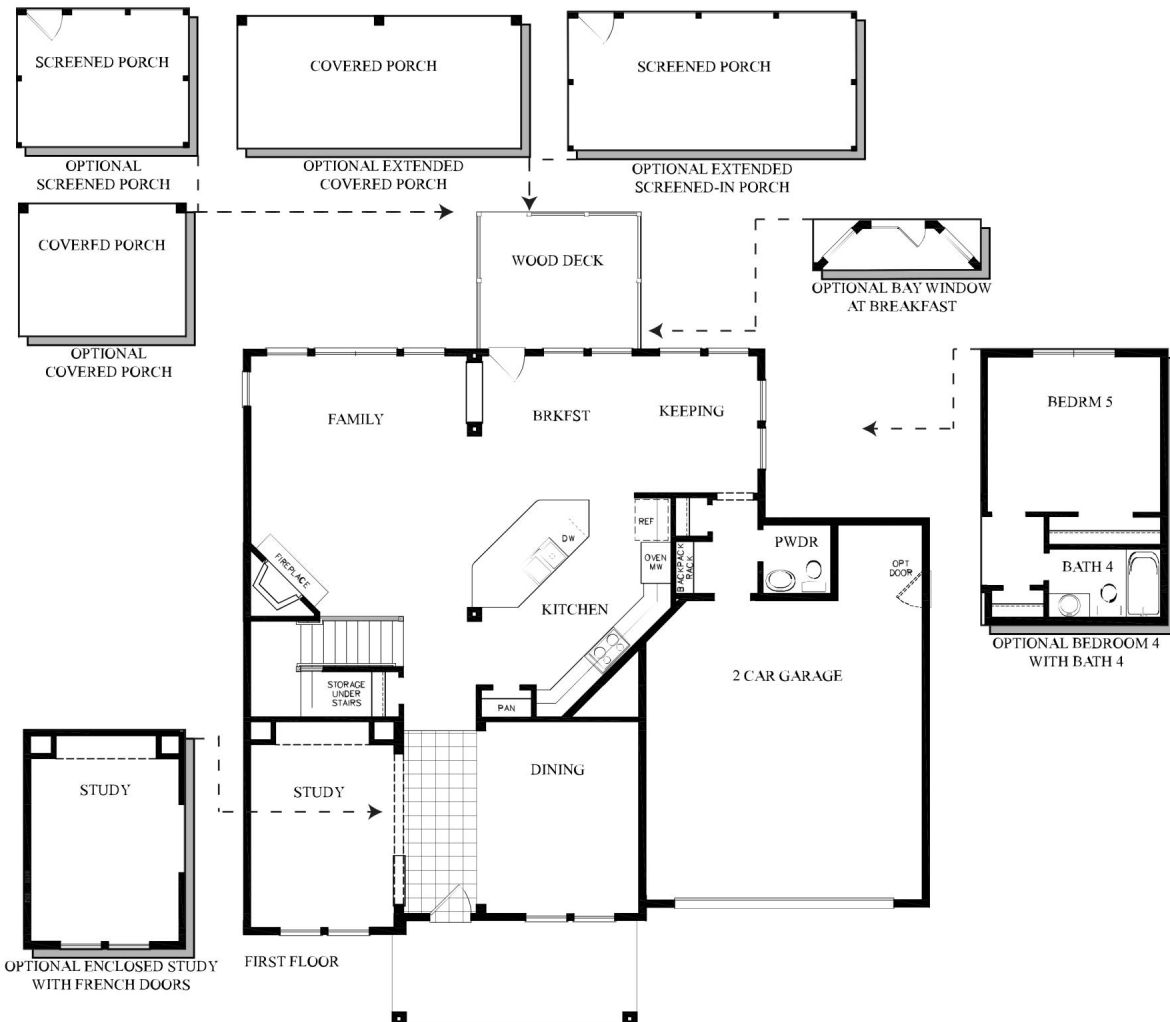 SCREENED PORCH
OPTIONAL
SCREENED PORCH
COVERED PORCH
OPTIONAL EXTENDED
COVERED PORCH
SCREENED PORCH
OPTIONAL EXTENDED
SCREENED-IN PORCH
COVERED PORCH
OPTIONAL
COVERED PORCH
WOOD DECK
OPTIONAL BAY WINDOW
AT BREAKFAST
FAMILY
BRKFST
KEEPING
BEDRM 5
BATH 4
OPTIONAL BEDROOM 4
WITH BATH 4
REF
DW
OVEN
MW
BACKPACK
RACK
PWDR
OPT
DOOR
FIREPLACE
KITCHEN
2 CAR GARAGE
STORAGE
UNDER
STAIRS
PAN
STUDY
DINING
STUDY
OPTIONAL ENCLOSED STUDY
WITH FRENCH DOORS
FIRST FLOOR